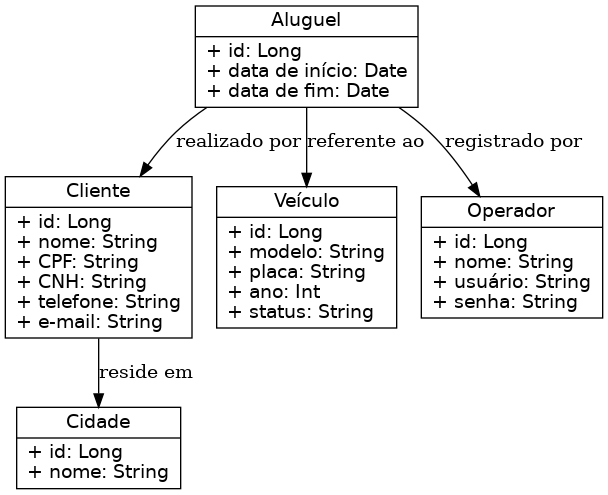 Aluguel
+ id: Long
+ data de início: Date
+ data de fim: Date
realizado por
referente ao
registrado por
Cliente
+ id: Long
+ nome: String
+ CPF: String
+ CNH: String
+ telefone: String
+ e-mail: String
Veículo
+ id: Long
+ modelo: String
+ placa: String
+ ano: Int
+ status: String
Operador
+ id: Long
+ nome: String
+ usuário: String
+ senha: String
reside em
Cidade
+ id: Long
+ nome: String